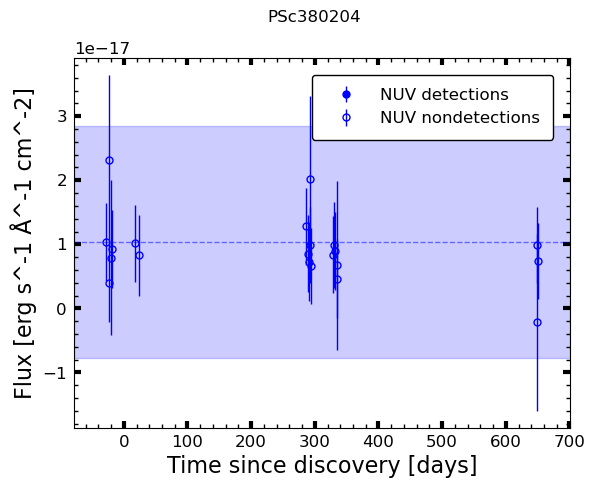 PSc380204
1e−17
NUV detections
NUV nondetections
3
2
1
0
−1
Flux [erg s^-1 Å^-1 cm^-2]
0 100 200 300 400 500 600 700
Time since discovery [days]